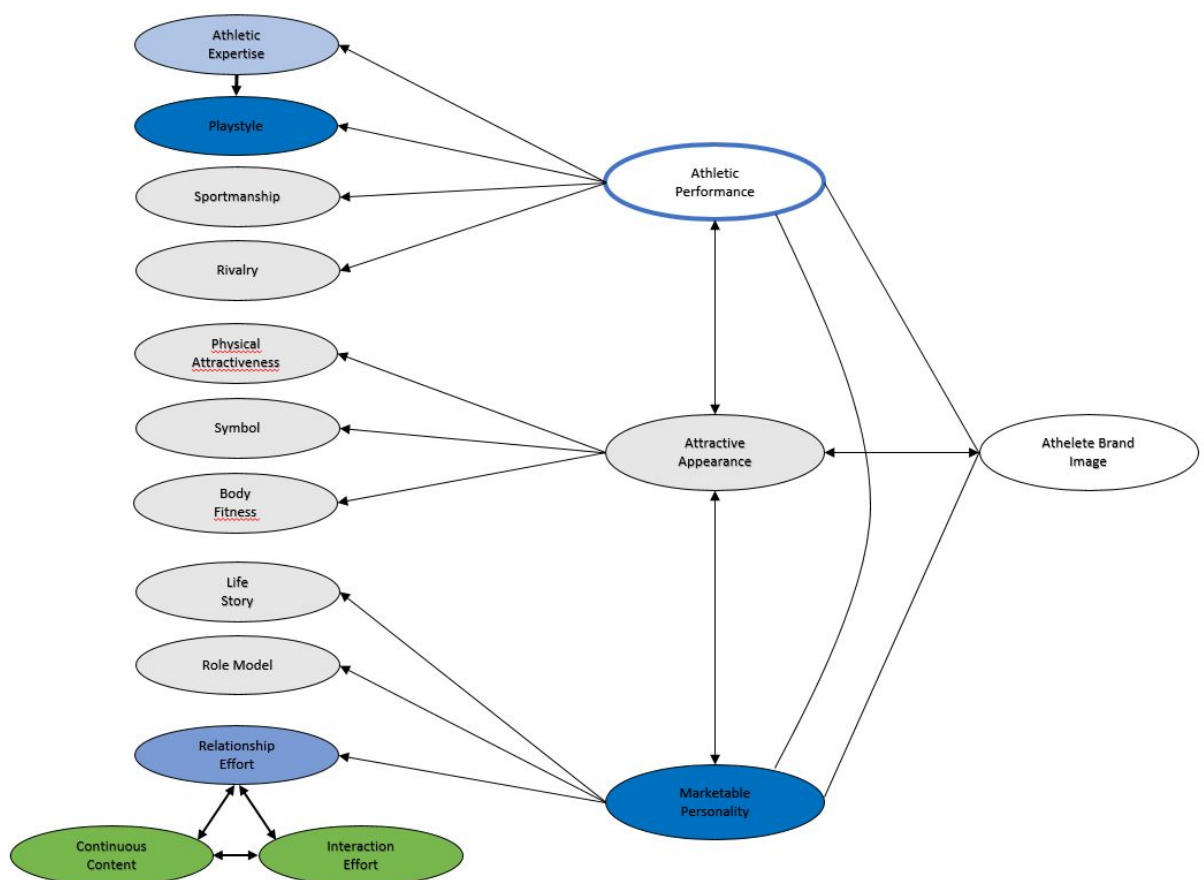 Athletic
Expertise
Playstyle
Sportmanship
Rivalry
Physical
Attractiveness
Symbol
Body
Fitness
Life
Story
Role Model
Relationship
Effort
Continuous
Content
Interaction
Effort
Athletic
Performance
Attractive
Appearance
Marketable
Personality
Athelete Brand
Image